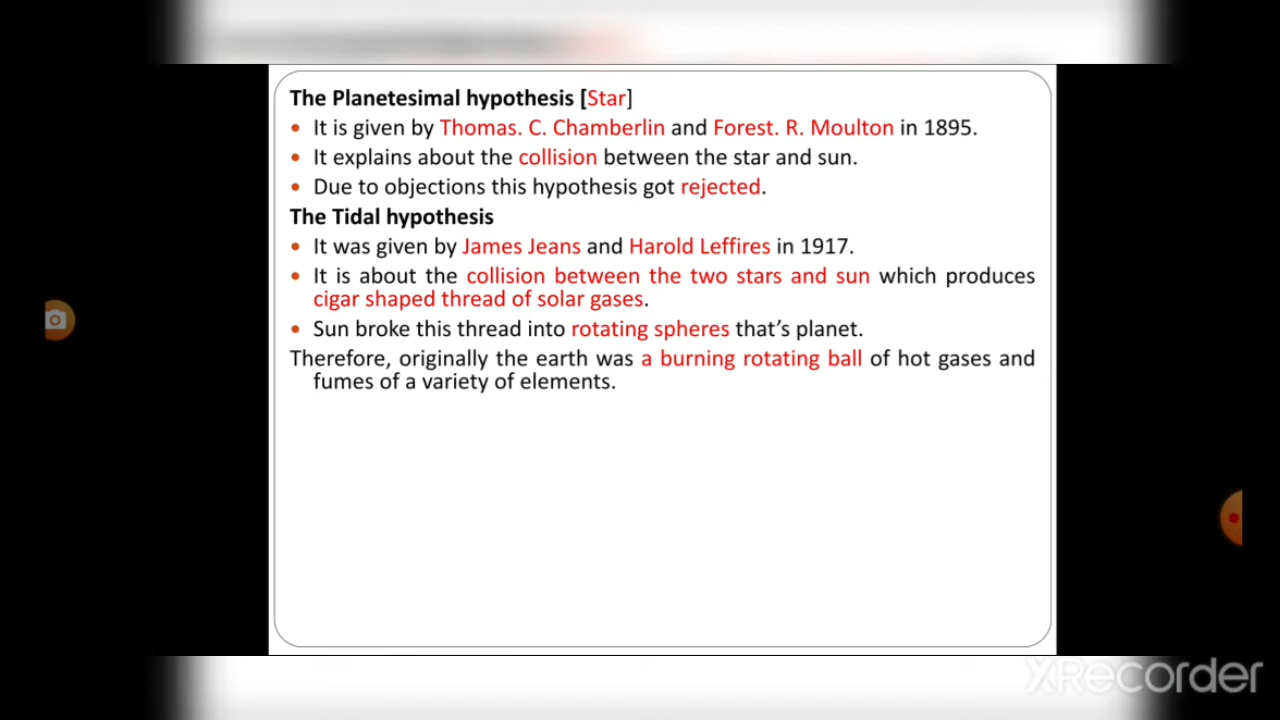 The Planetesimal hypothesis [Star]
• It is given by Thomas. C. Chamberlin and Forest. R. Moulton in 1895.
• It explains about the collision between the star and sun.
• Due to objections this hypothesis got rejected.
The Tidal hypothesis
• It was given by James Jeans and Harold Leffires in 1917.
• It is about the collision between the two stars and sun which produces
cigar shaped thread of solar gases.
• Sun broke this thread into rotating spheres that's planet.
Therefore, originally the earth was a burning rotating ball of hot gases and
fumes of a variety of elements.
XRecorder